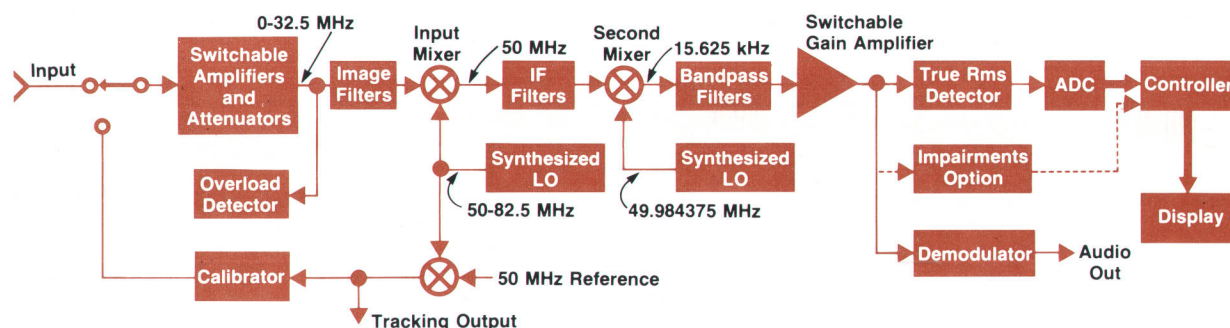 0-32.5 MHz
Input
Switchable
Amplifiers
and
Attenuators
Image
Filters
Input
Mixer
50 MHz
IF
Filters
Second
Mixer
15.625 kHz
Bandpass
Filters
Switchable
Gain Amplifier
True Rms
Detector
ADC
Controller
Overload
Detector
Synthesized
LO
50-82.5 MHz
Synthesized
LO
49.984375 MHz
Impairments
Option
Display
Calibrator
50 MHz Reference
Demodulator
Audio
Out
Tracking Output